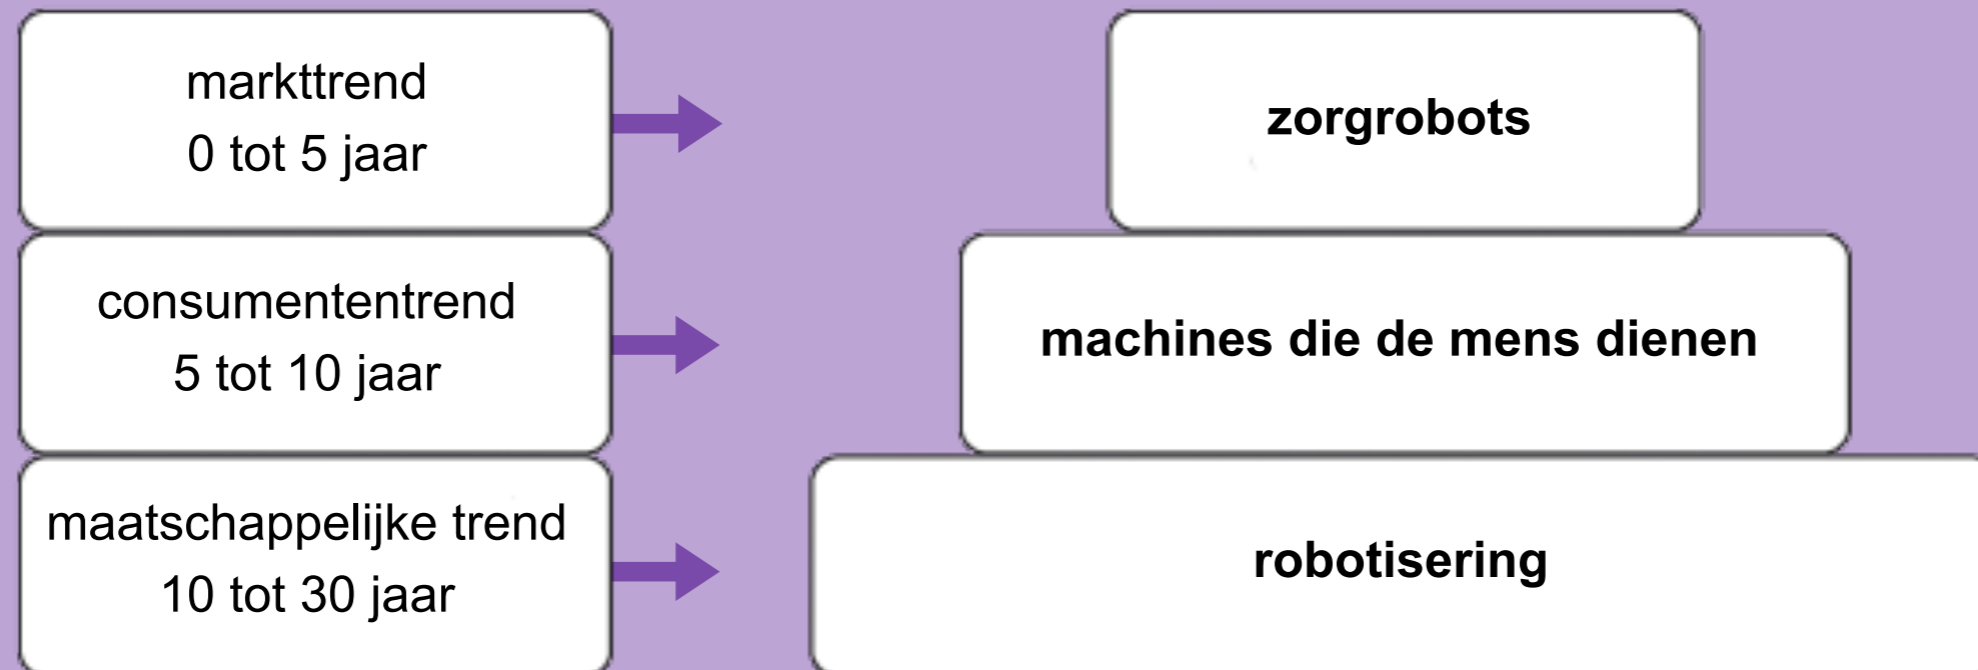 markttrend
0 tot 5 jaar
zorgrobots
consumententrend
5 tot 10 jaar
machines die de mens dienen
maatschappelijke trend
10 tot 30 jaar
robotisering